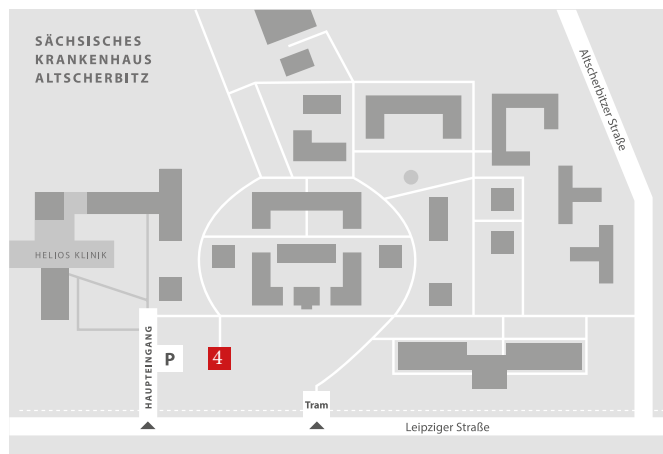 SÄCHSISCHES
KRANKENHAUS
ALTSCHERBITZ
Altscherbitzer Straße
HELIOS KLINIK
HAUPTEINGANG
P
4
Tram
Leipziger Straße